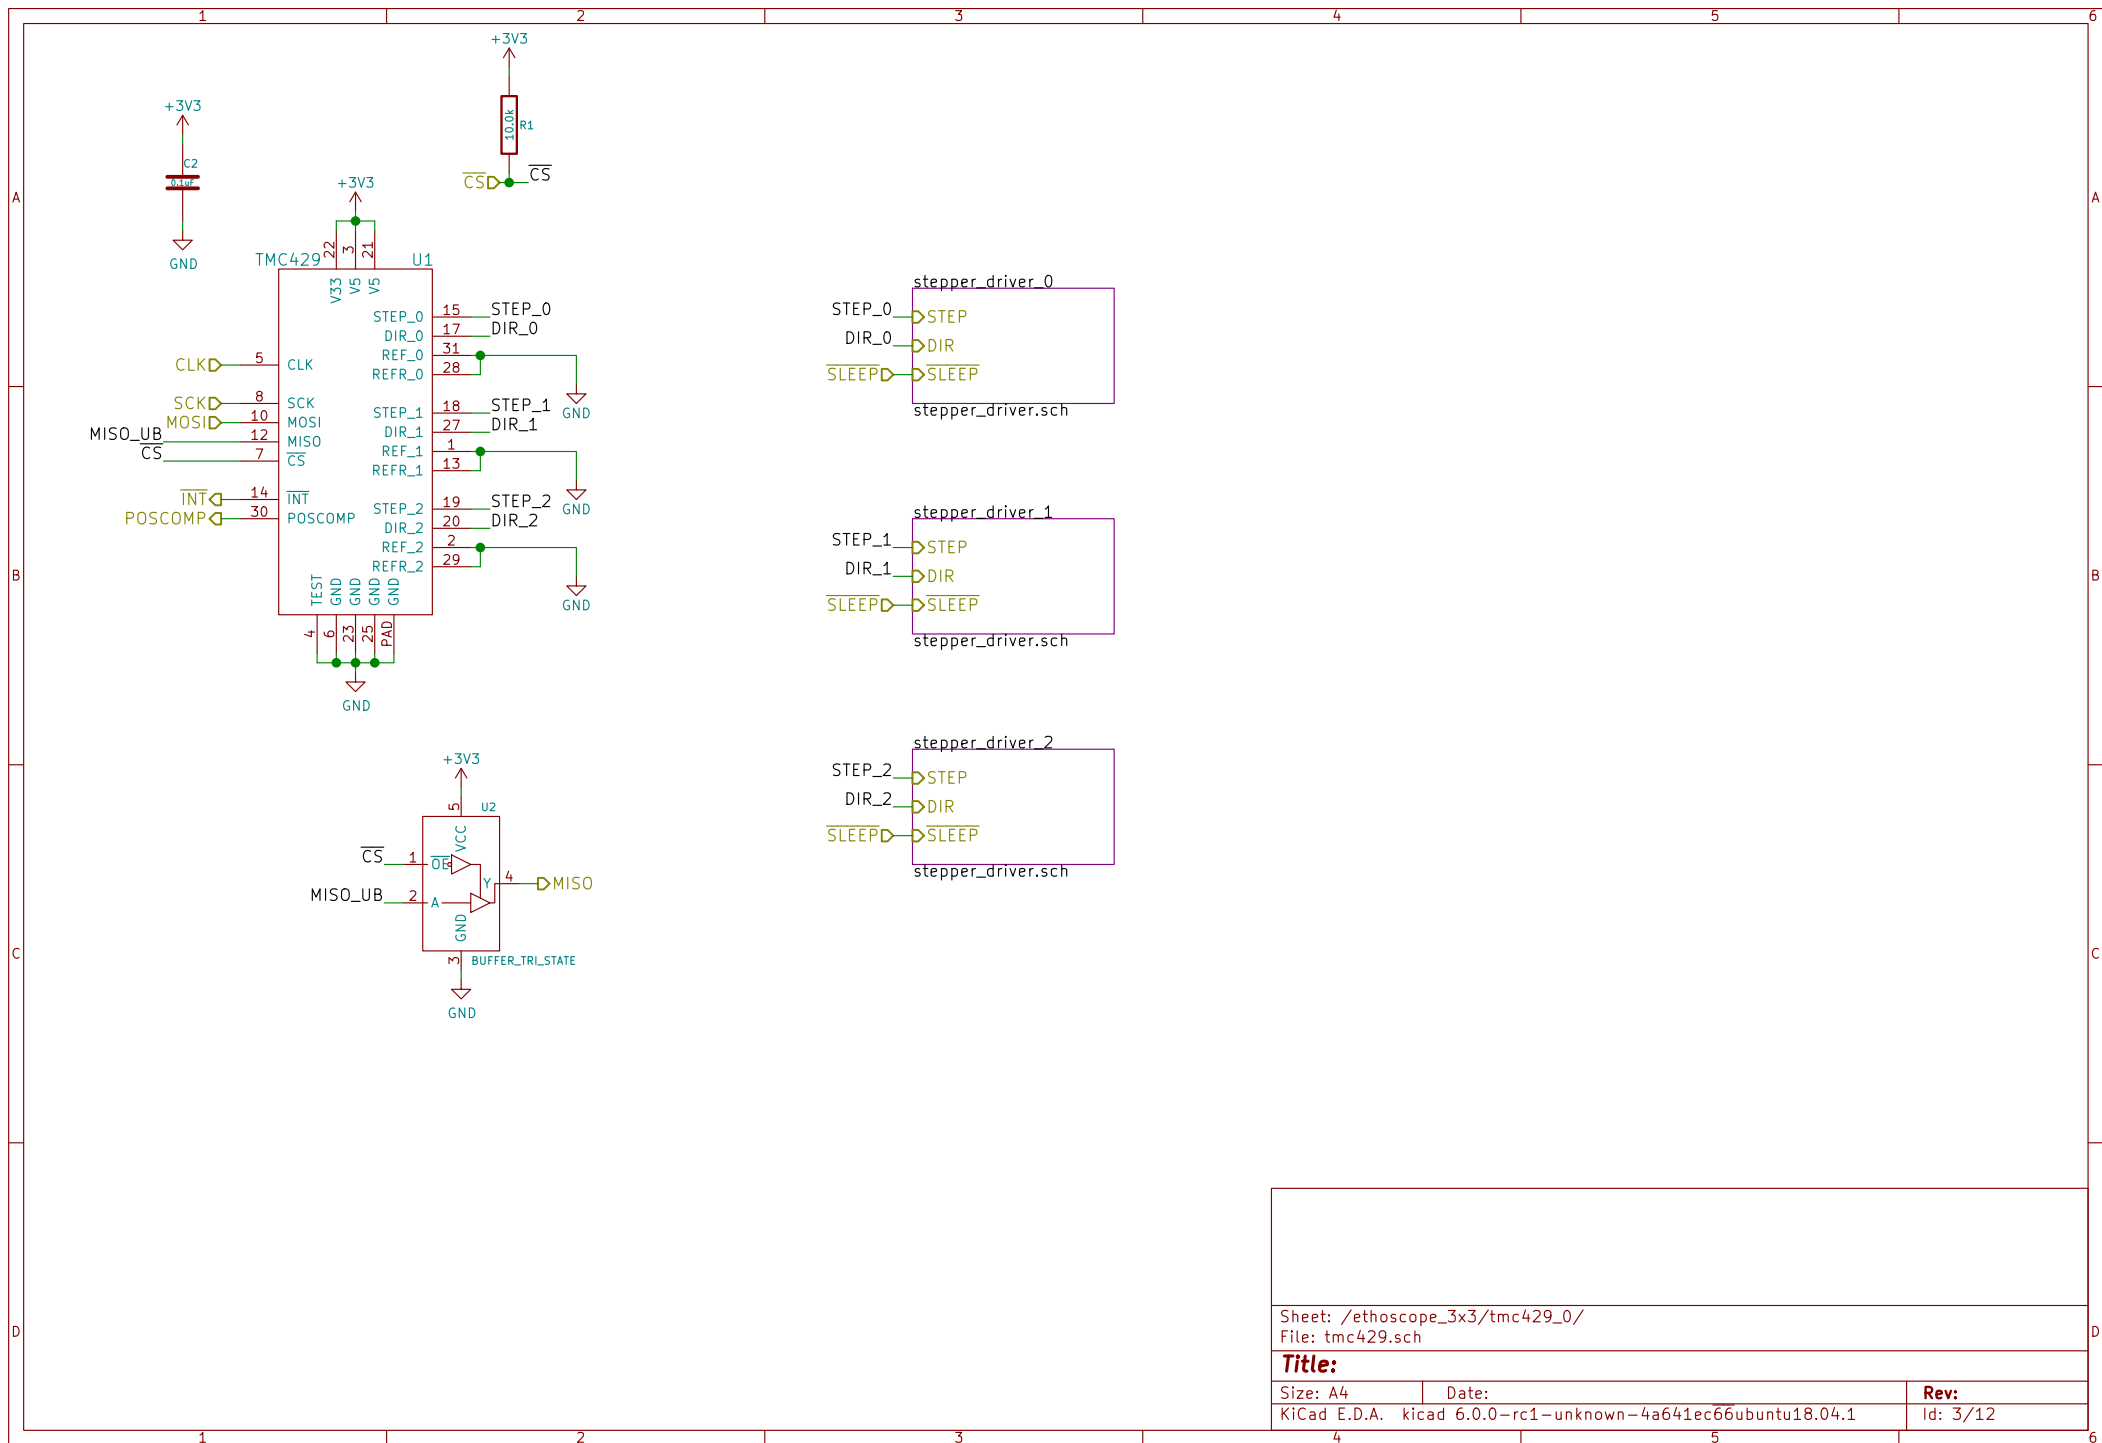 1 2 3 4 5 6
+3V3
+3V3
C2
0.1uF
GND
10.0k
R1
CS
CS
A
A
+3V3
22
3
21
TMC429
U1
V33
V5
V5
STEP_0
15
STEP_0
DIR_0
17
DIR_0
REF_0
31
REFR_0
28
GND
CLK
5
CLK
SCK
8
SCK
MOSI
10
MOSI
MISO_UB
12
MISO
CS
7
CS
INT
14
INT
POSCOMP
30
POSCOMP
STEP_1
18
STEP_1
DIR_1
27
DIR_1
REF_1
1
REFR_1
13
GND
STEP_2
19
STEP_2
DIR_2
20
DIR_2
REF_2
2
REFR_2
29
GND
TEST
GND
GND
GND
GND
4
6
23
25
PAD
GND
stepper_driver_0
STEP_0
STEP
DIR_0
DIR
SLEEP
SLEEP
stepper_driver.sch
stepper_driver_1
STEP_1
STEP
DIR_1
DIR
SLEEP
SLEEP
stepper_driver.sch
B
B
stepper_driver_2
STEP_2
STEP
DIR_2
DIR
SLEEP
SLEEP
stepper_driver.sch
+3V3
5
U2
VCC
CS
1
OE
Y
4
MISO
MISO_UB
2
A
GND
3
BUFFER_TRI_STATE
GND
C
C
D
D
Sheet: /ethoscope_3x3/tmc429_0/
File: tmc429.sch
Title:
Size: A4
Date:
Rev:
KiCad E.D.A. kicad 6.0.0-rc1-unknown-4a641ec66ubuntu18.04.1
Id: 3/12
1 2 3 4 5 6